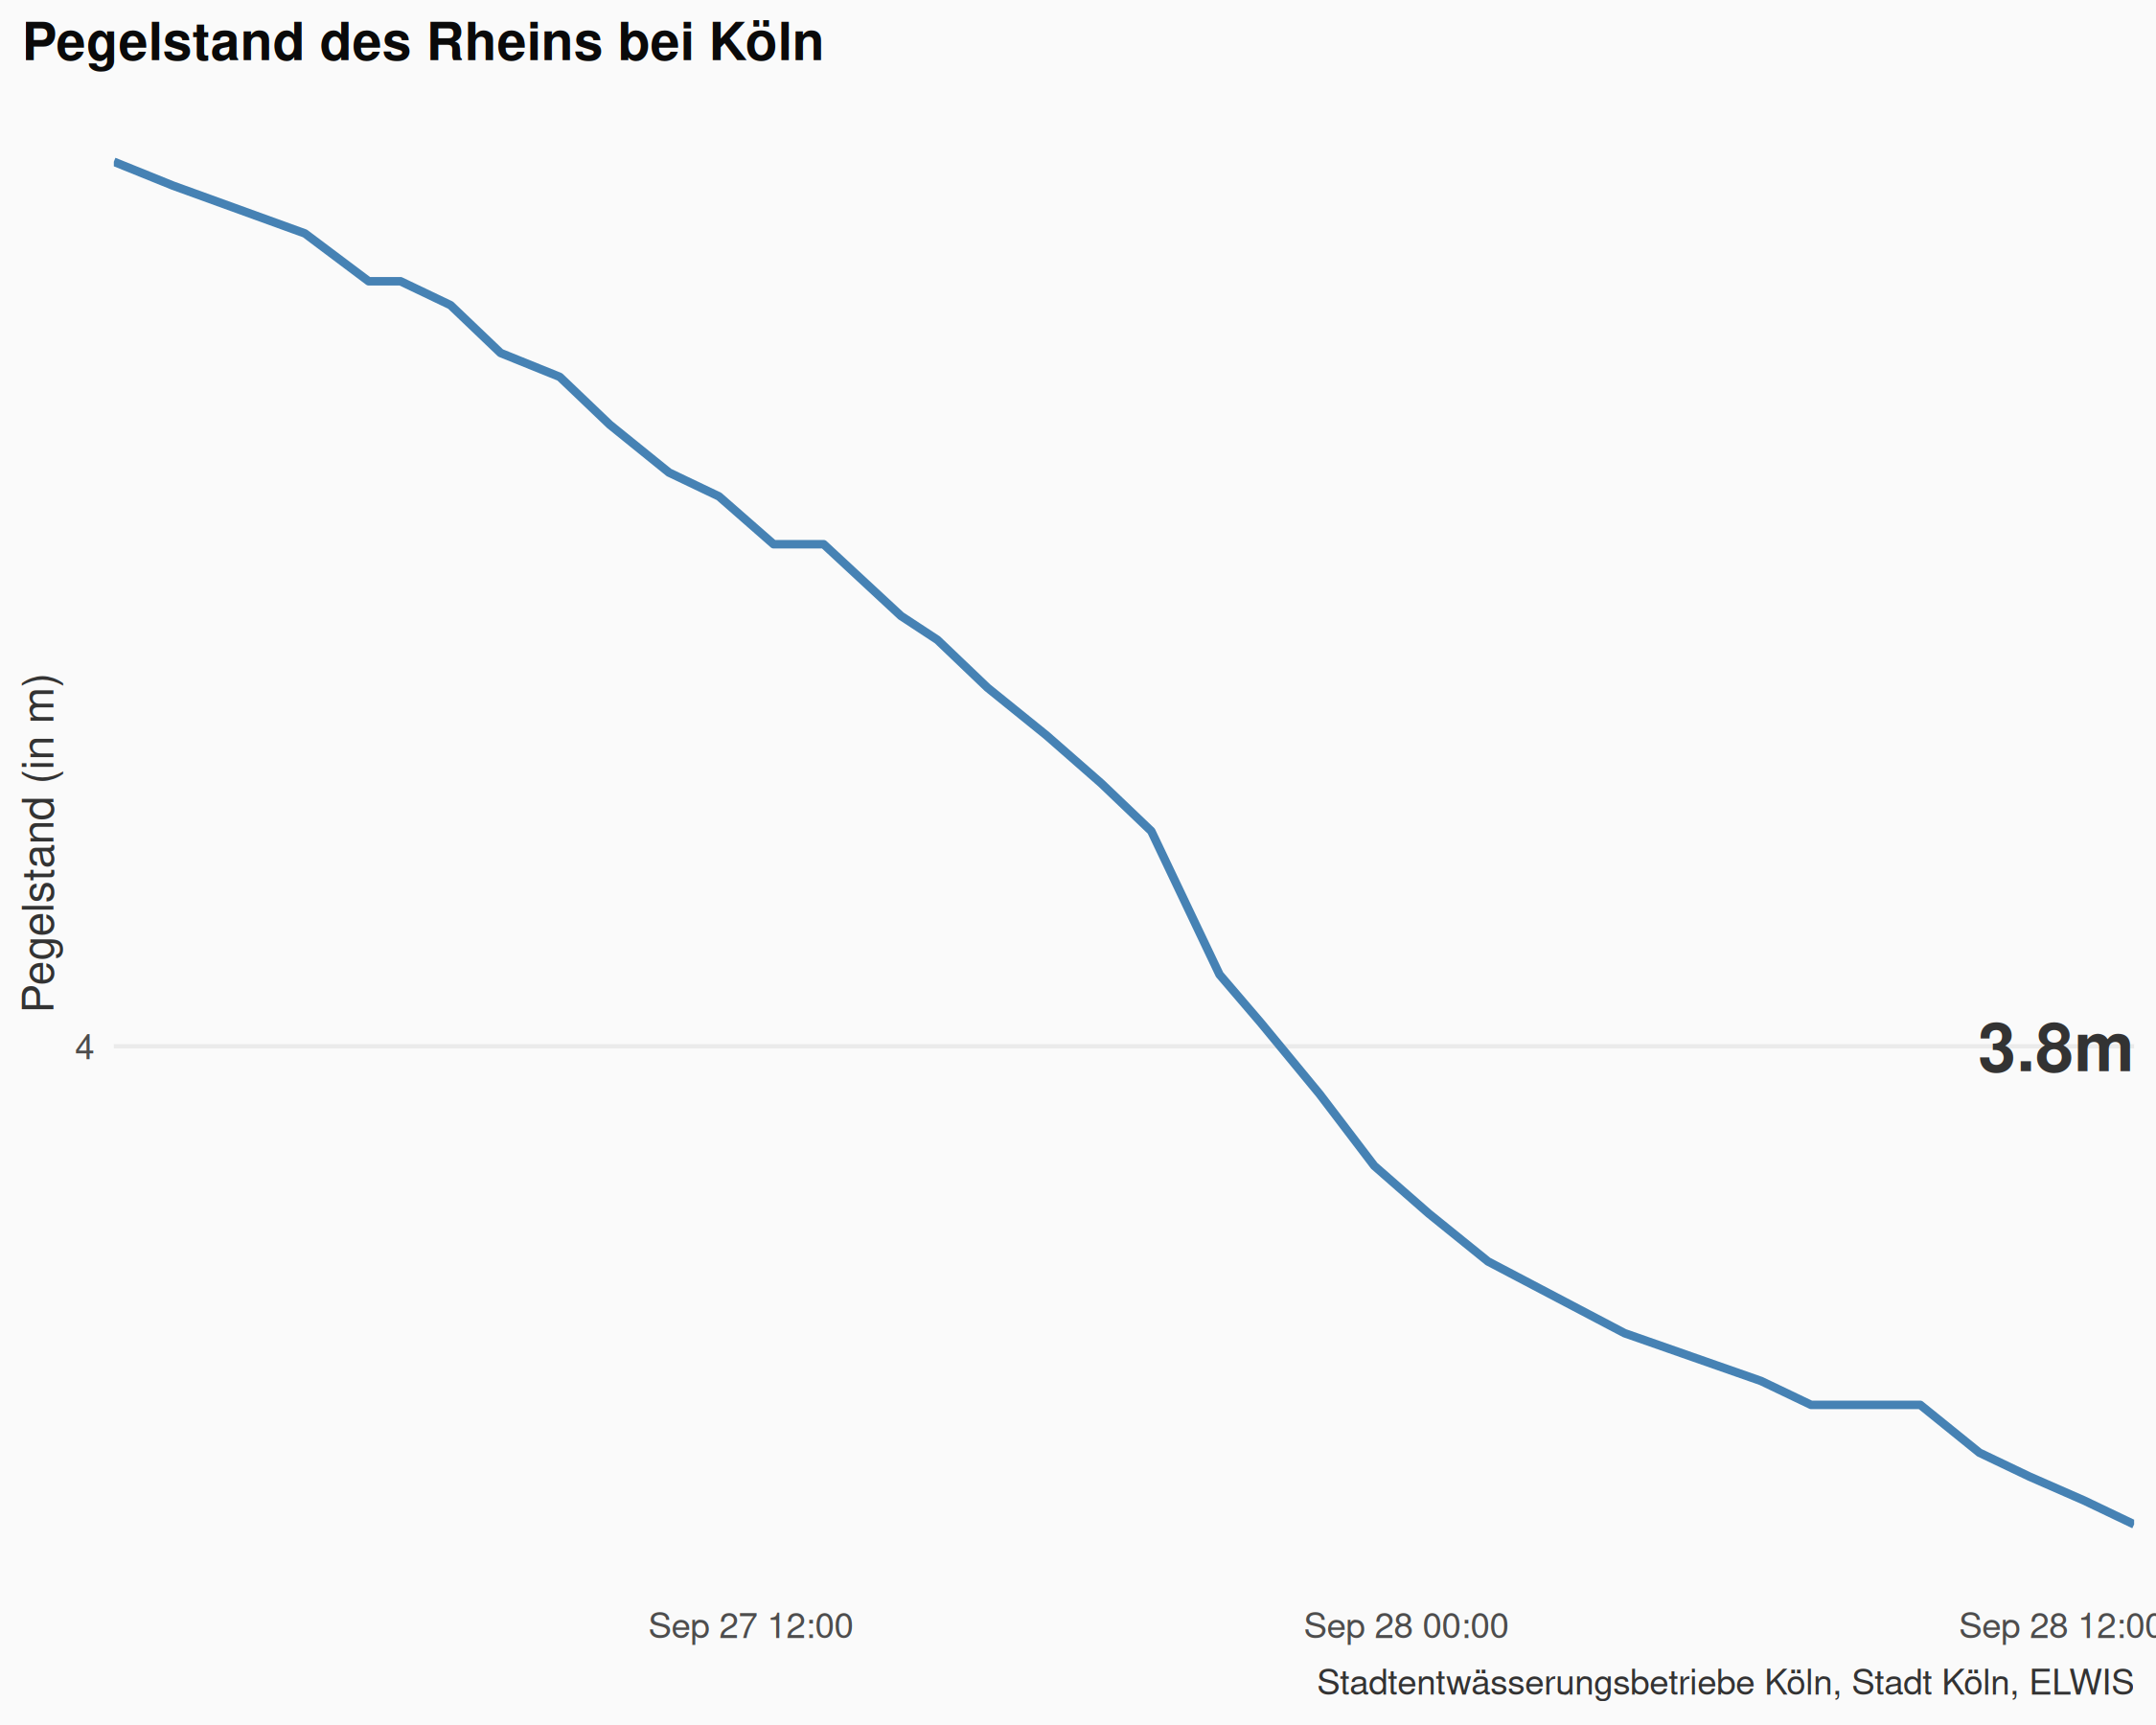 Pegelstand des Rheins bei Köln
Pegelstand (in m)
4
3.8m
Sep 27 12:00
Sep 28 00:00
Sep 28 12:00
Stadtentwässerungsbetriebe Köln, Stadt Köln, ELWIS